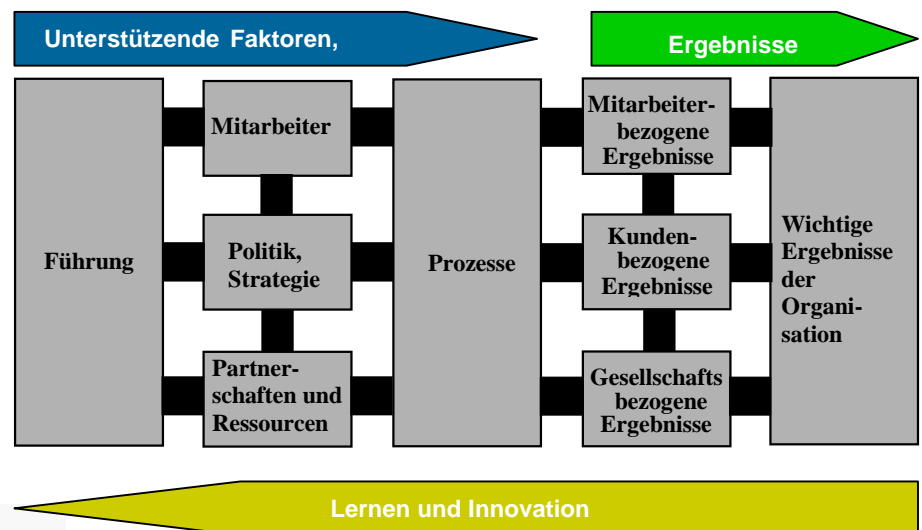 Unterstützende Faktoren,
Ergebnisse
Führung
Mitarbeiter
Politik,
Strategie
Partner-
schaften und
Ressourcen
Prozesse
Mitarbeiter-
bezogene
Ergebnisse
Kunden-
bezogene
Ergebnisse
Gesellschafts
bezogene
Ergebnisse
Wichtige
Ergebnisse
der
Organi-
sation
Lernen und Innovation